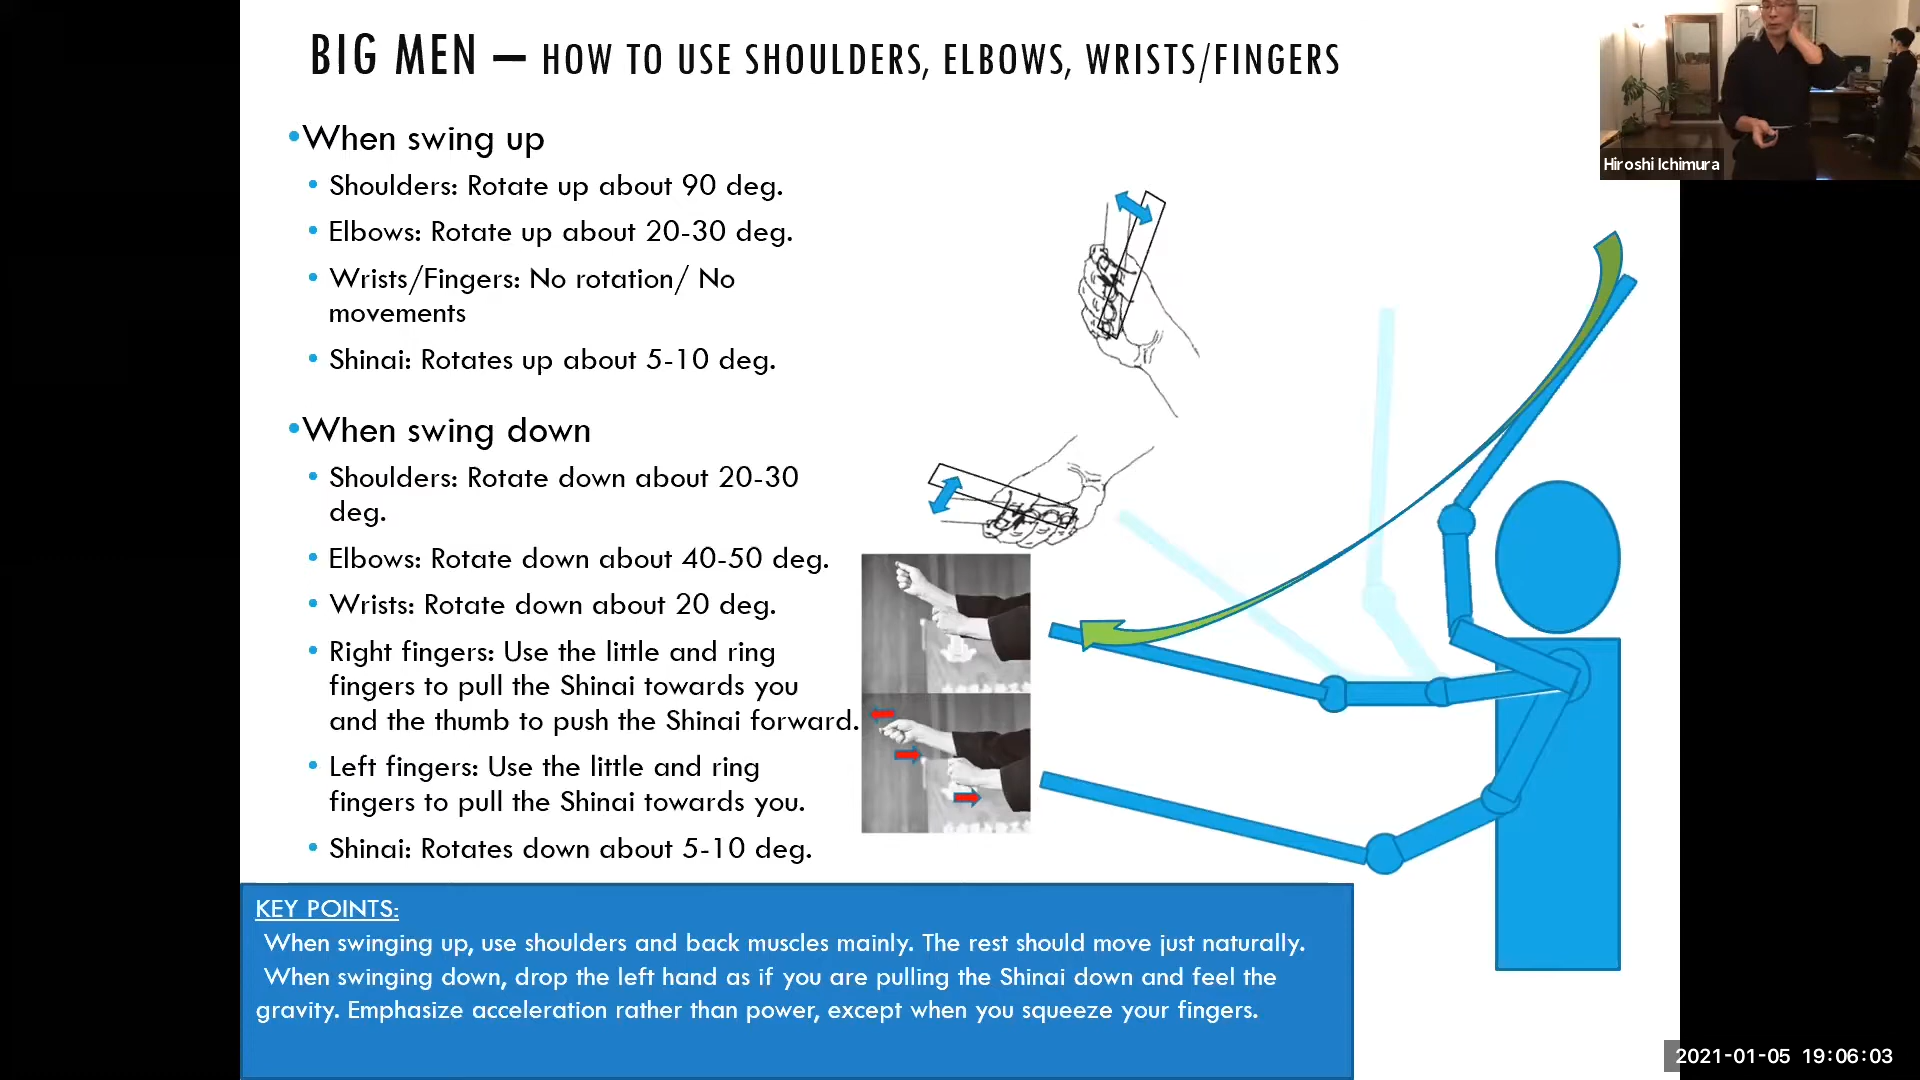 BIG MEN – HOW TO USE SHOULDERS, ELBOWS, WRISTS/FINGERS
•When swing up
• Shoulders: Rotate up about 90 deg.
• Elbows: Rotate up about 20-30 deg.
• Wrists/Fingers: No rotation/ No
movements
• Shinai: Rotates up about 5-10 deg.
•When swing down
• Shoulders: Rotate down about 20-30
deg.
• Elbows: Rotate down about 40-50 deg.
• Wrists: Rotate down about 20 deg.
• Right fingers: Use the little and ring
fingers to pull the Shinai towards you
and the thumb to push the Shinai forward.
• Left fingers: Use the little and ring
fingers to pull the Shinai towards you.
• Shinai: Rotates down about 5-10 deg.
KEY POINTS:
When swinging up, use shoulders and back muscles mainly. The rest should move just naturally.
When swinging down, drop the left hand as if you are pulling the Shinai down and feel the
gravity. Emphasize acceleration rather than power, except when you squeeze your fingers.
Hiroshi Ichimura
2021-01-05 19:06:03